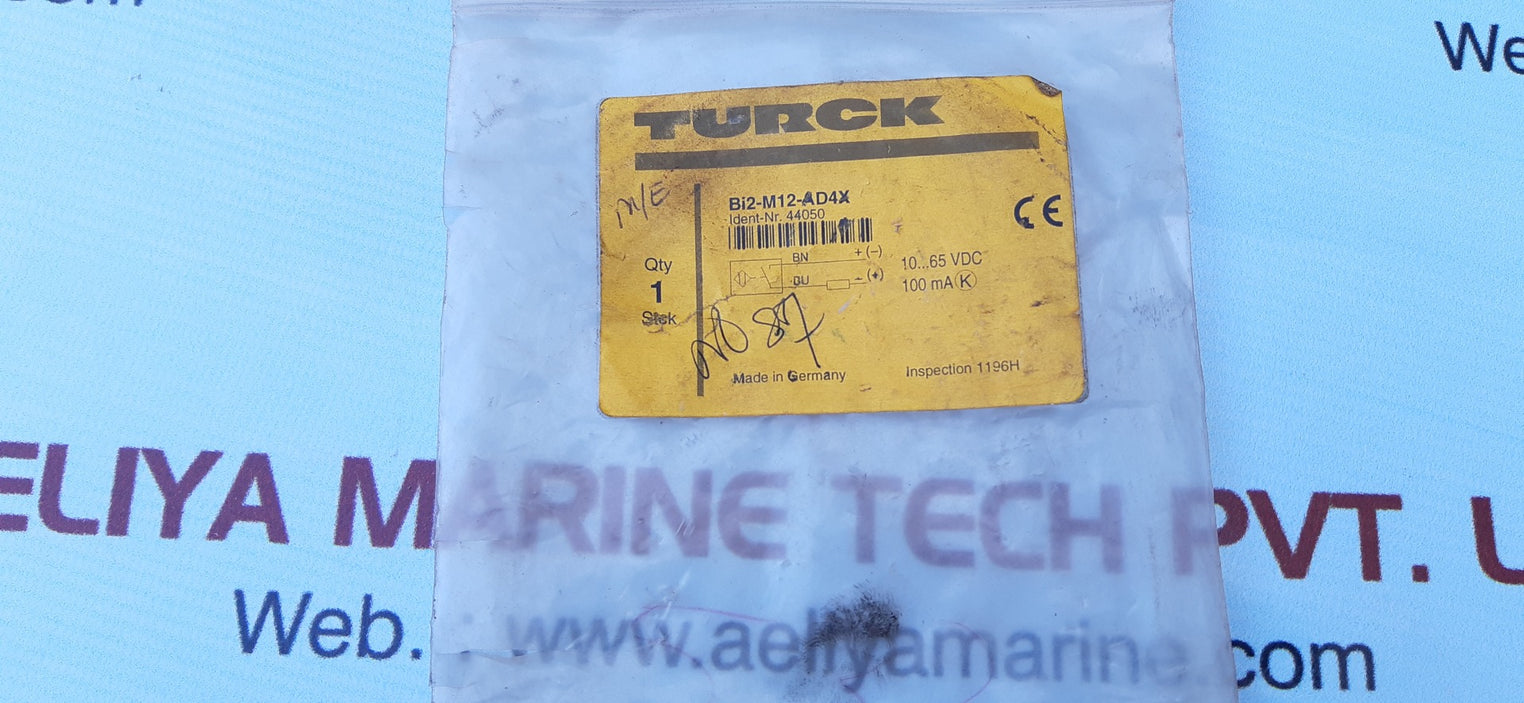 We
TURCK
M/E
Bi2-M12-AD4X
Ident-Nr. 44050
BN +(−)
BU −(+)
10...65 VDC
100 mA K
CE
Qty
1
Stck
Made in Germany
Inspection 1196H
ELIYA MARINE TECH PVT.
Web. : www.aeliyamarine.com